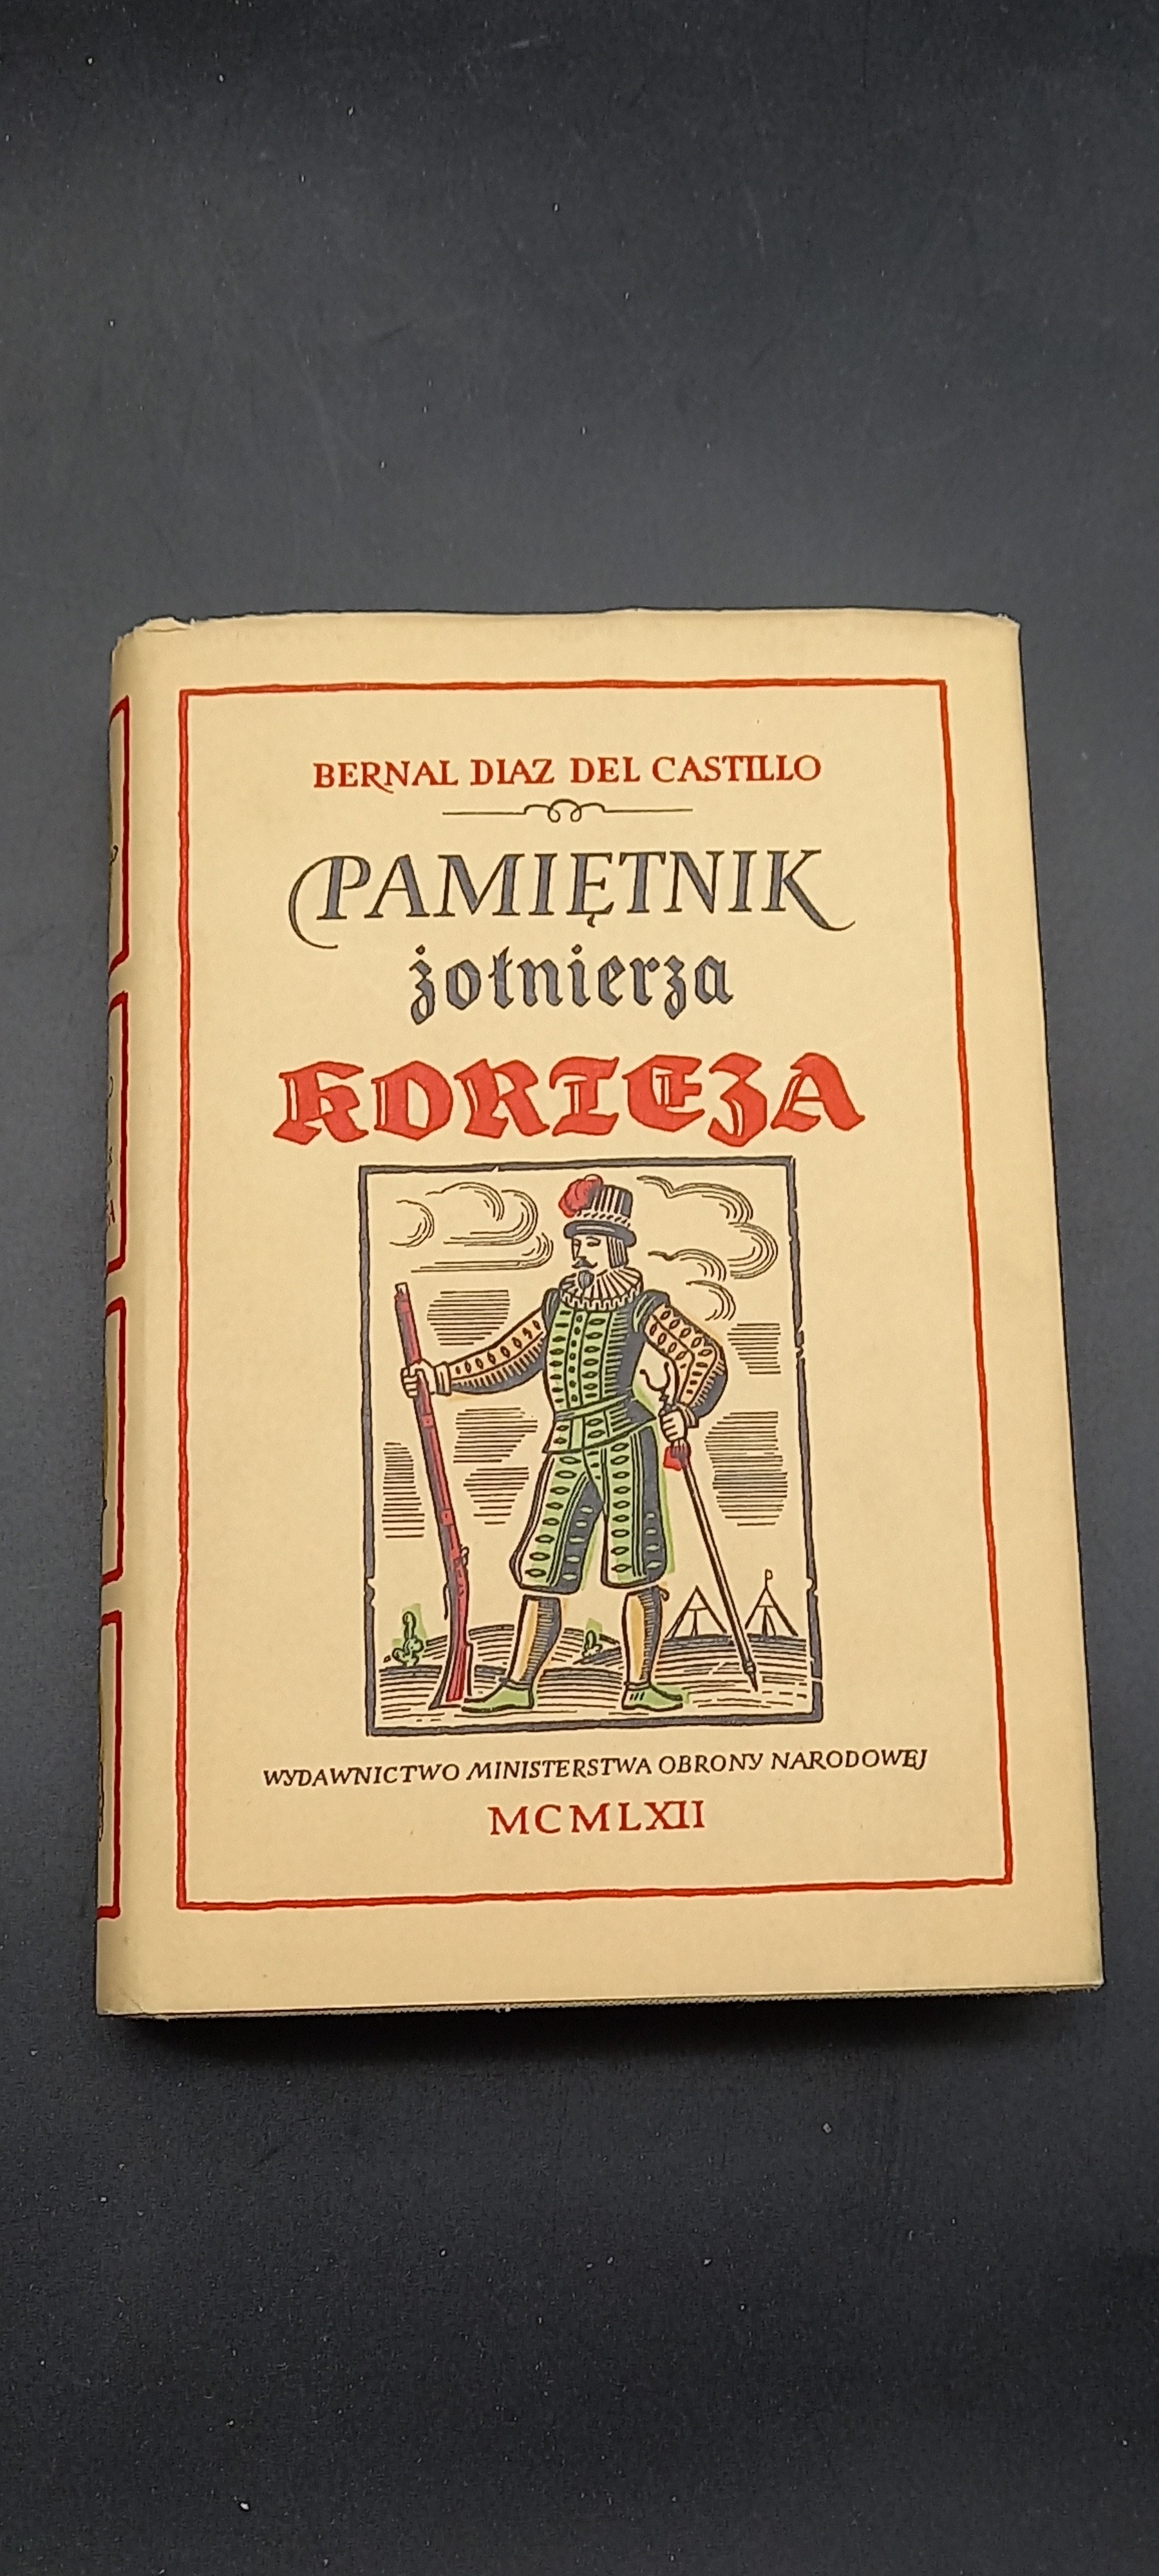 BERNAL DIAZ DEL CASTILLO
PAMIĘTNIK
żołnierza
KORTEZA
WYDAWNICTWO MINISTERSTWA OBRONY NARODOWEJ
MCMLXII